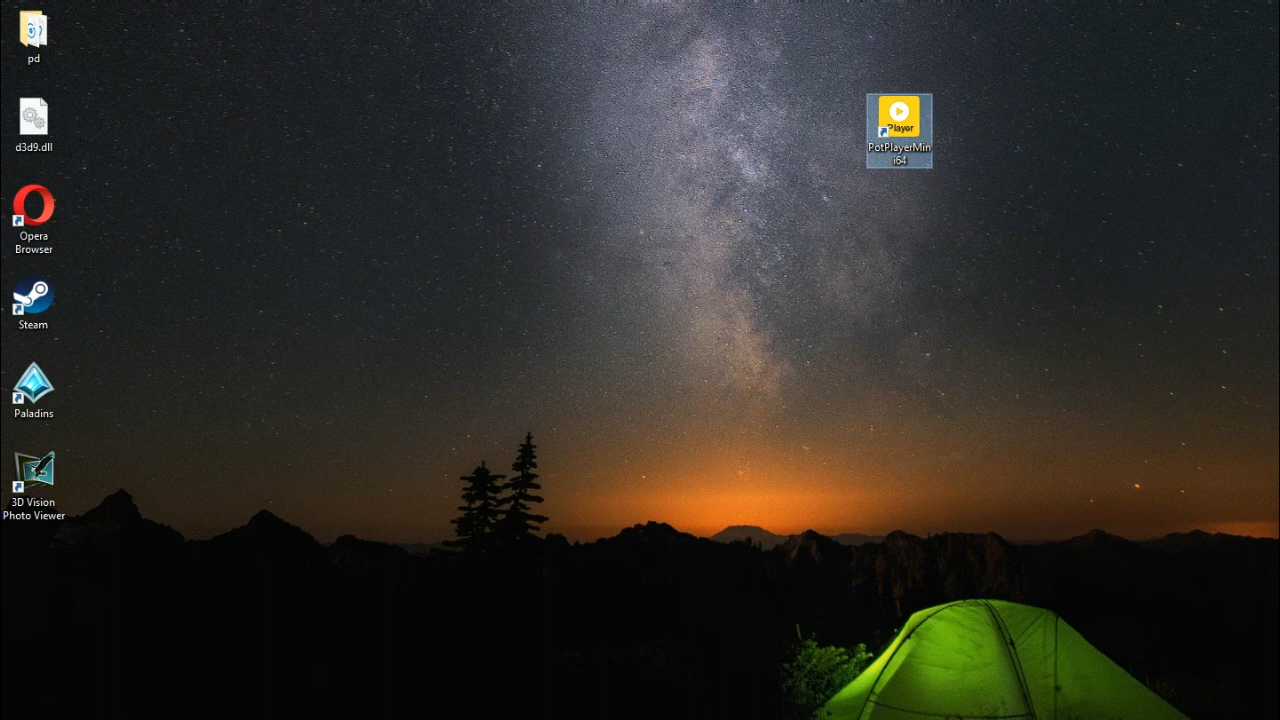 pd
d3d9.dll
Opera
Browser
Steam
Paladins
3D Vision
Photo Viewer
Player
PotPlayerMin
i64